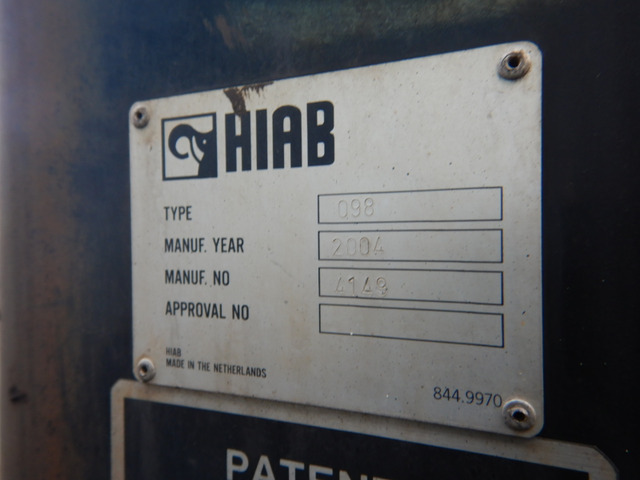 HIAB
TYPE 098
MANUF. YEAR 2004
MANUF. NO 4149
APPROVAL NO
HIAB
MADE IN THE NETHERLANDS
844.9970